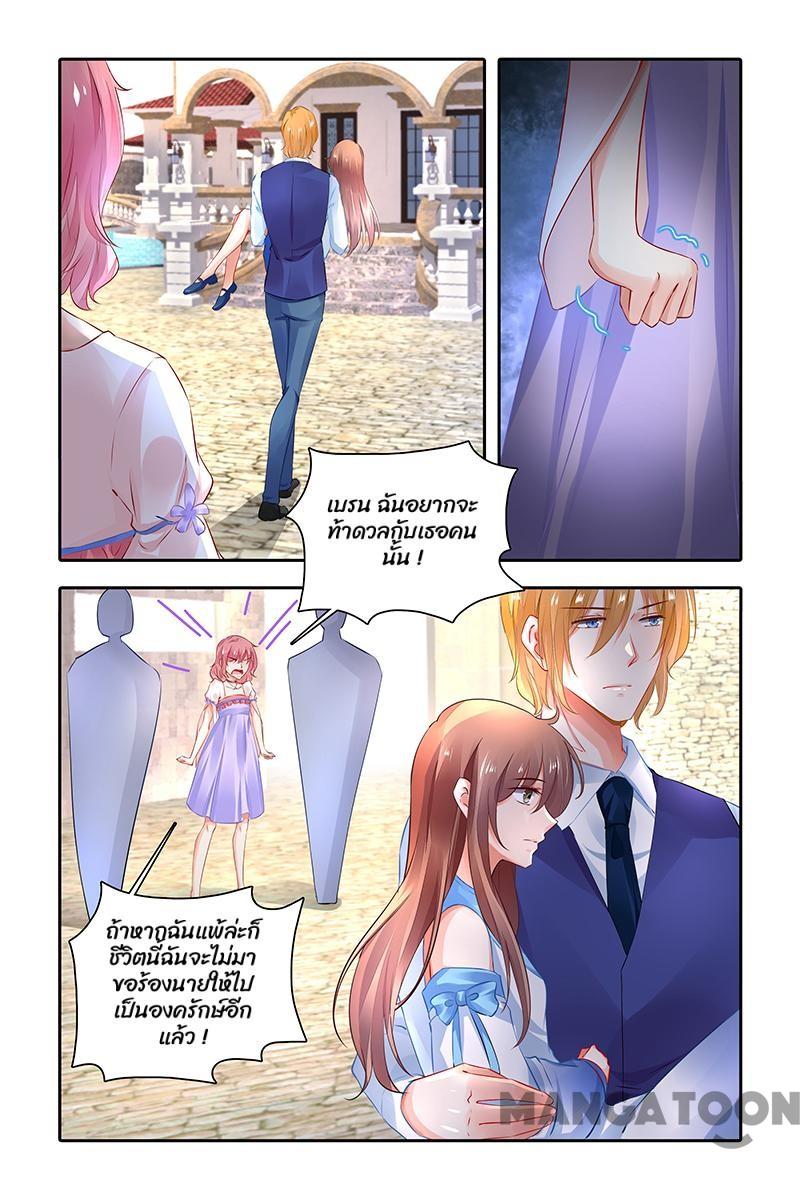 เบรน ฉันอยากจะ
ท้าดวลกับเธอคน
นั้น !
ถ้าหากฉันแพ้ล่ะก็
ชีวิตนี้ฉันจะไม่มา
ขอร้องนายให้ไป
เป็นองครักษ์อีก
แล้ว !
MANGATOON